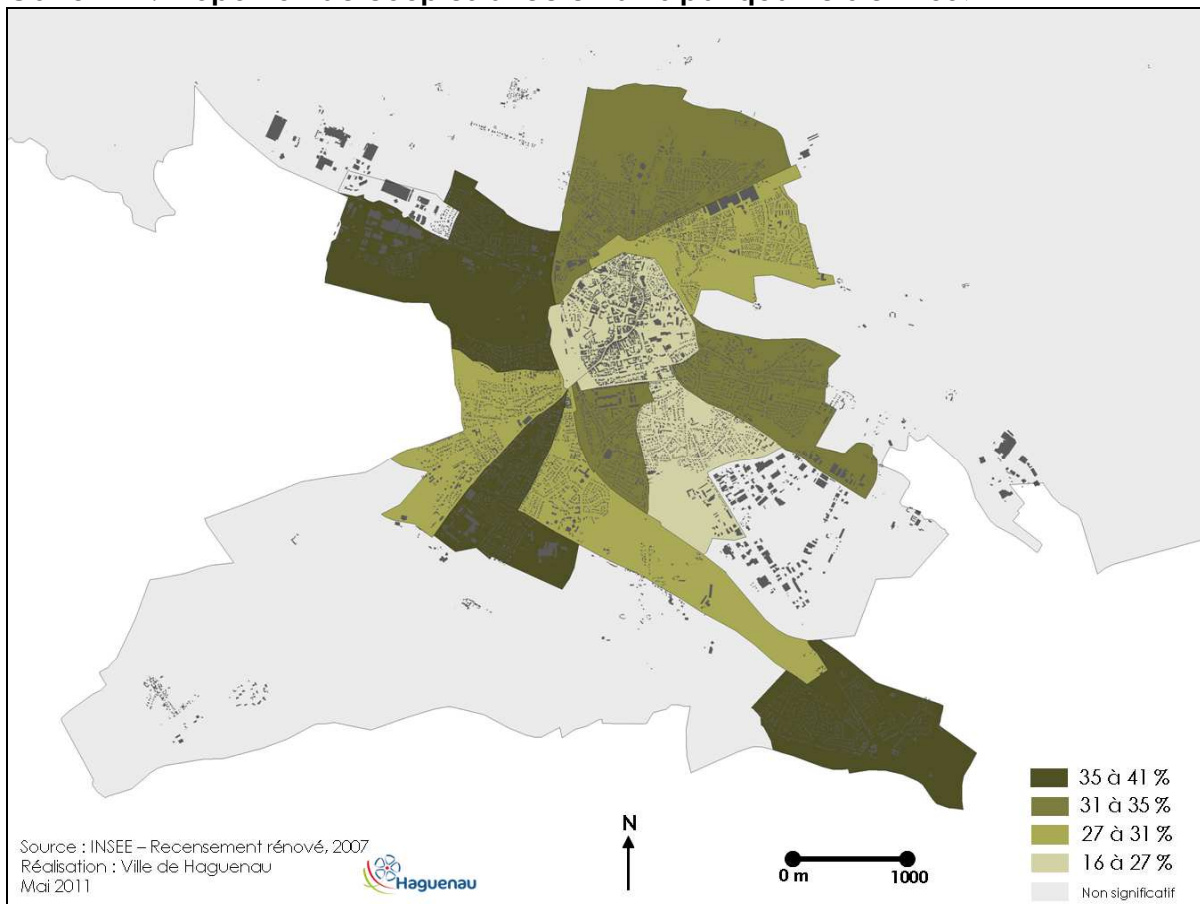 35 à 41 %
31 à 35 %
27 à 31 %
16 à 27 %
Non significatif
N
0 m 1000
Source : INSEE – Recensement rénové, 2007
Réalisation : Ville de Haguenau
Mai 2011
Haguenau